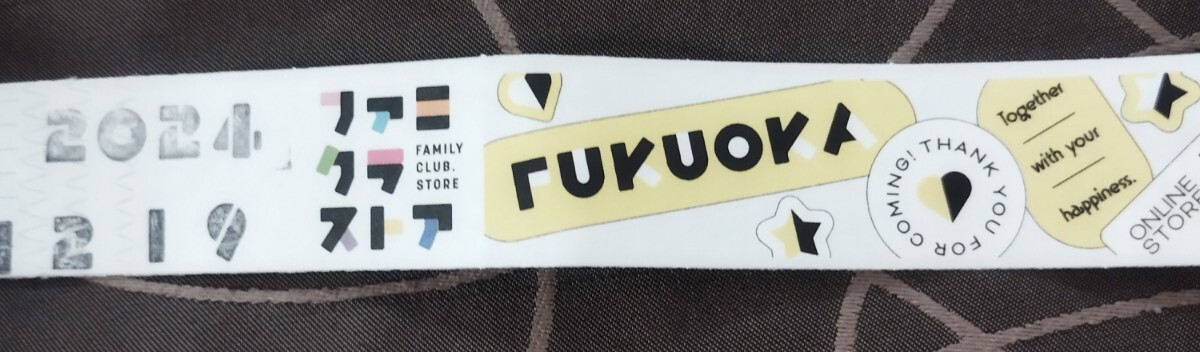 2024
1219
ファミ
クラ
ストア
FAMILY
CLUB.
STORE
FUKUOKA
THANK YOU FOR COMING!
Together
with your
happiness.
ONLINE
STORE